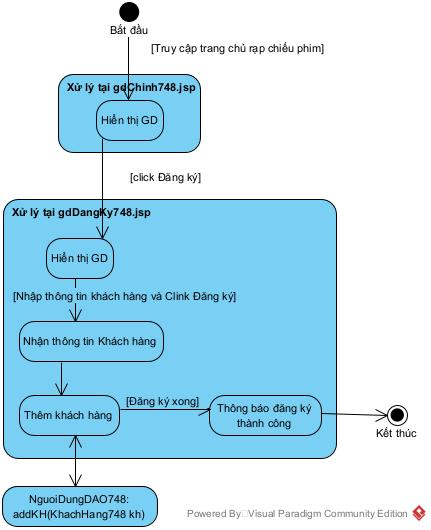 Bắt đầu
[Truy cập trang chủ rạp chiếu phim]
Xử lý tại gdChinh748.jsp
Hiển thị GD
[click Đăng ký]
Xử lý tại gdDangKy748.jsp
Hiển thị GD
[Nhập thông tin khách hàng và Clink Đăng ký]
Nhận thông tin Khách hàng
Thêm khách hàng
[Đăng ký xong]
Thông báo đăng ký
thành công
Kết thúc
NguoiDungDAO748:
addKH(KhachHang748 kh)
Powered By Visual Paradigm Community Edition